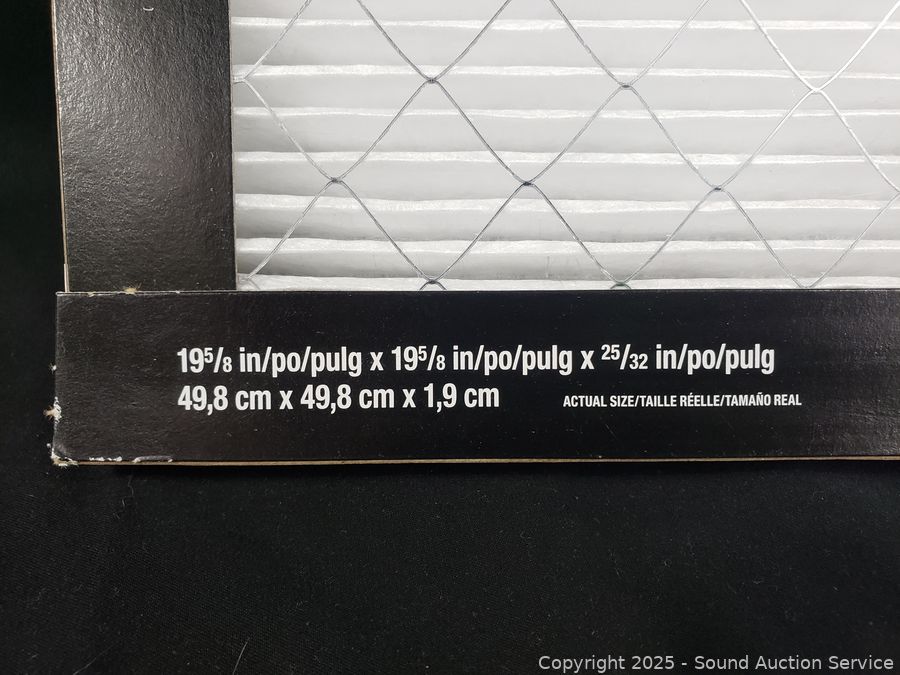 19⁵/₈ in/po/pulg x 19⁵/₈ in/po/pulg x ²⁵/₃₂ in/po/pulg
49,8 cm x 49,8 cm x 1,9 cm
ACTUAL SIZE/TAILLE RÉELLE/TAMAÑO REAL
Copyright 2025 - Sound Auction Service